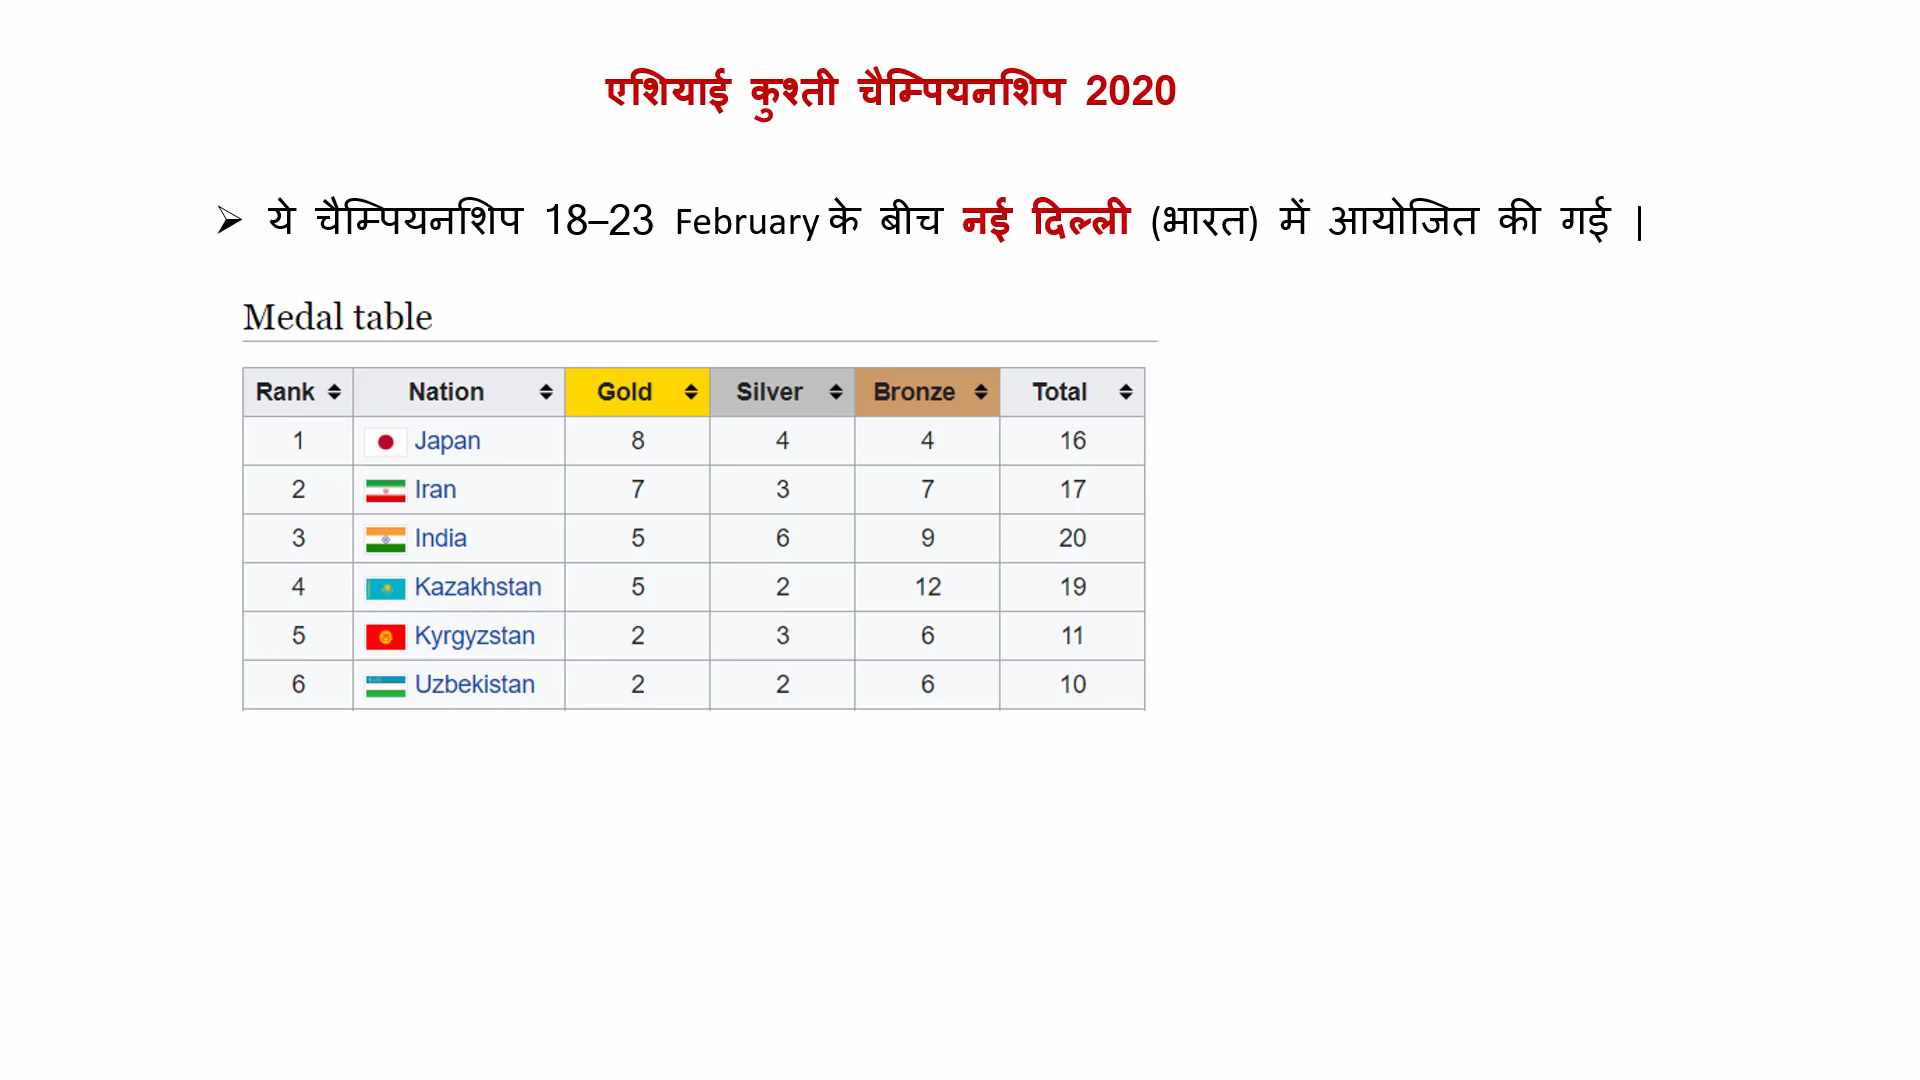 एशियाई कुश्ती चैम्पियनशिप 2020
➢ ये चैम्पियनशिप 18–23 February के बीच नई दिल्ली (भारत) में आयोजित की गई |
Medal table
Rank Nation Gold Silver Bronze Total
1 Japan 8 4 4 16
2 Iran 7 3 7 17
3 India 5 6 9 20
4 Kazakhstan 5 2 12 19
5 Kyrgyzstan 2 3 6 11
6 Uzbekistan 2 2 6 10